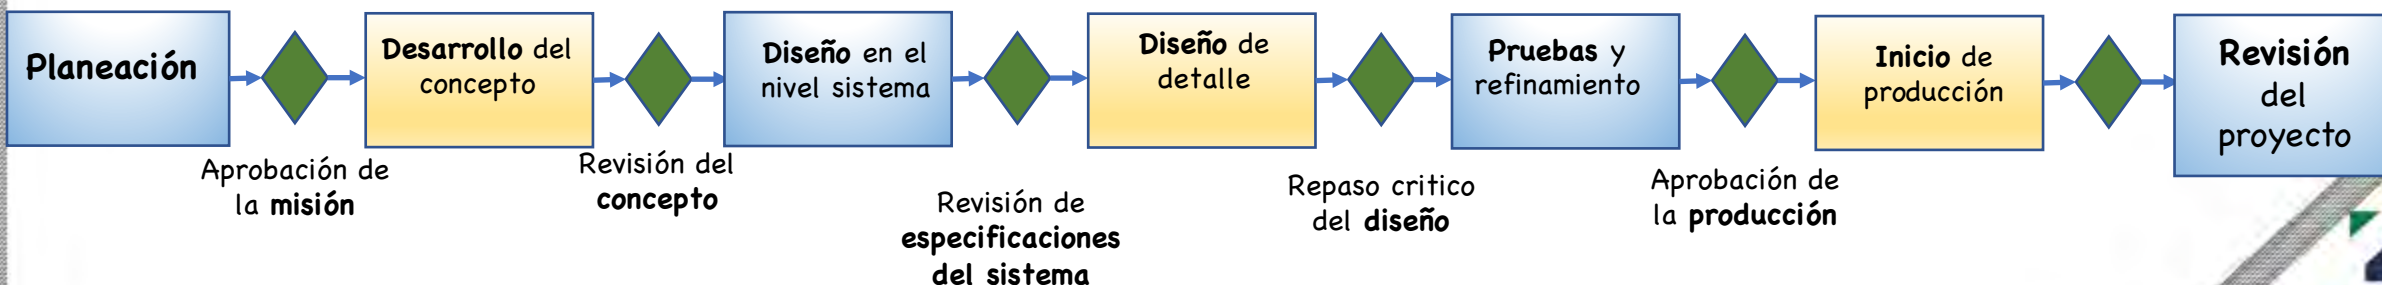 Planeación
Desarrollo del
concepto
Diseño en el
nivel sistema
Diseño de
detalle
Pruebas y
refinamiento
Inicio de
producción
Revisión
del
proyecto
Aprobación de
la misión
Revisión del
concepto
Revisión de
especificaciones
del sistema
Repaso critico
del diseño
Aprobación de
la producción